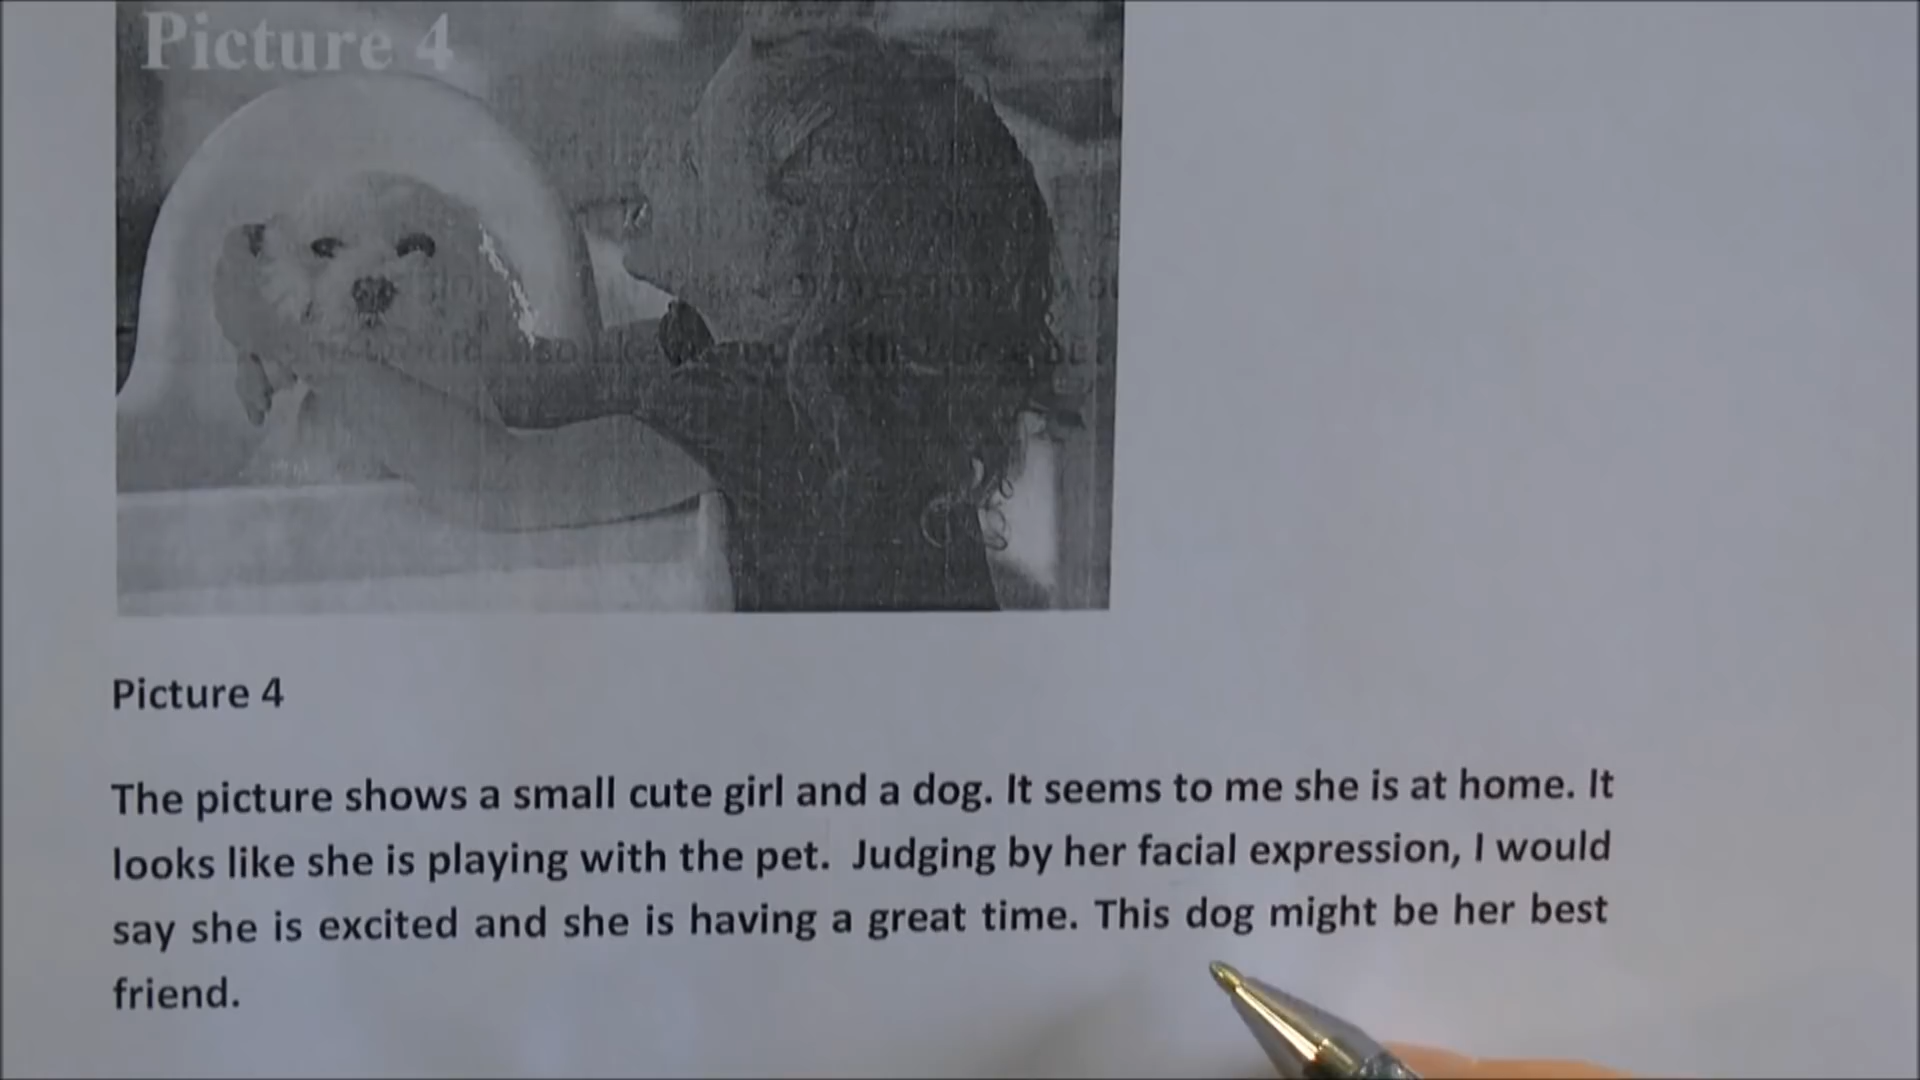 Picture 4
Picture 4
The picture shows a small cute girl and a dog. It seems to me she is at home. It
looks like she is playing with the pet.  Judging by her facial expression, I would
say she is excited and she is having a great time. This dog might be her best
friend.